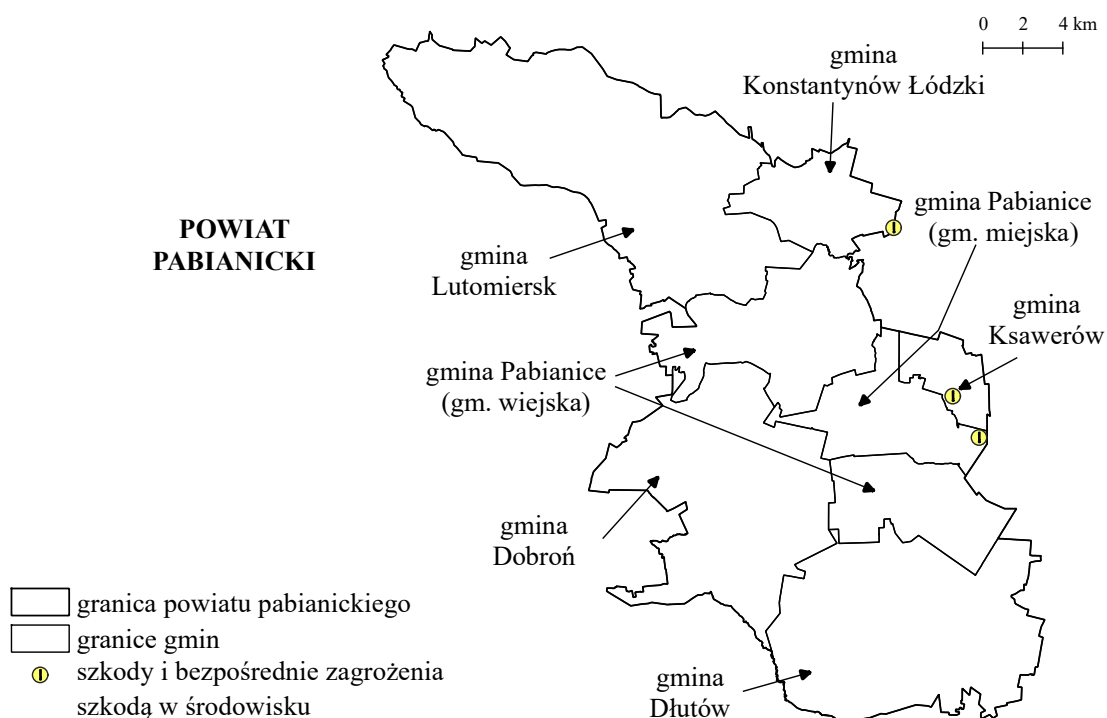 0 2 4 km
gmina
Konstantynów Łódzki
gmina Pabianice
(gm. miejska)
POWIAT
PABIANICKI
gmina
Lutomiersk
gmina
Ksawerów
gmina Pabianice
(gm. wiejska)
gmina
Dobroń
granica powiatu pabianickiego
granice gmin
szkody i bezpośrednie zagrożenia
szkodą w środowisku
gmina
Dłutów